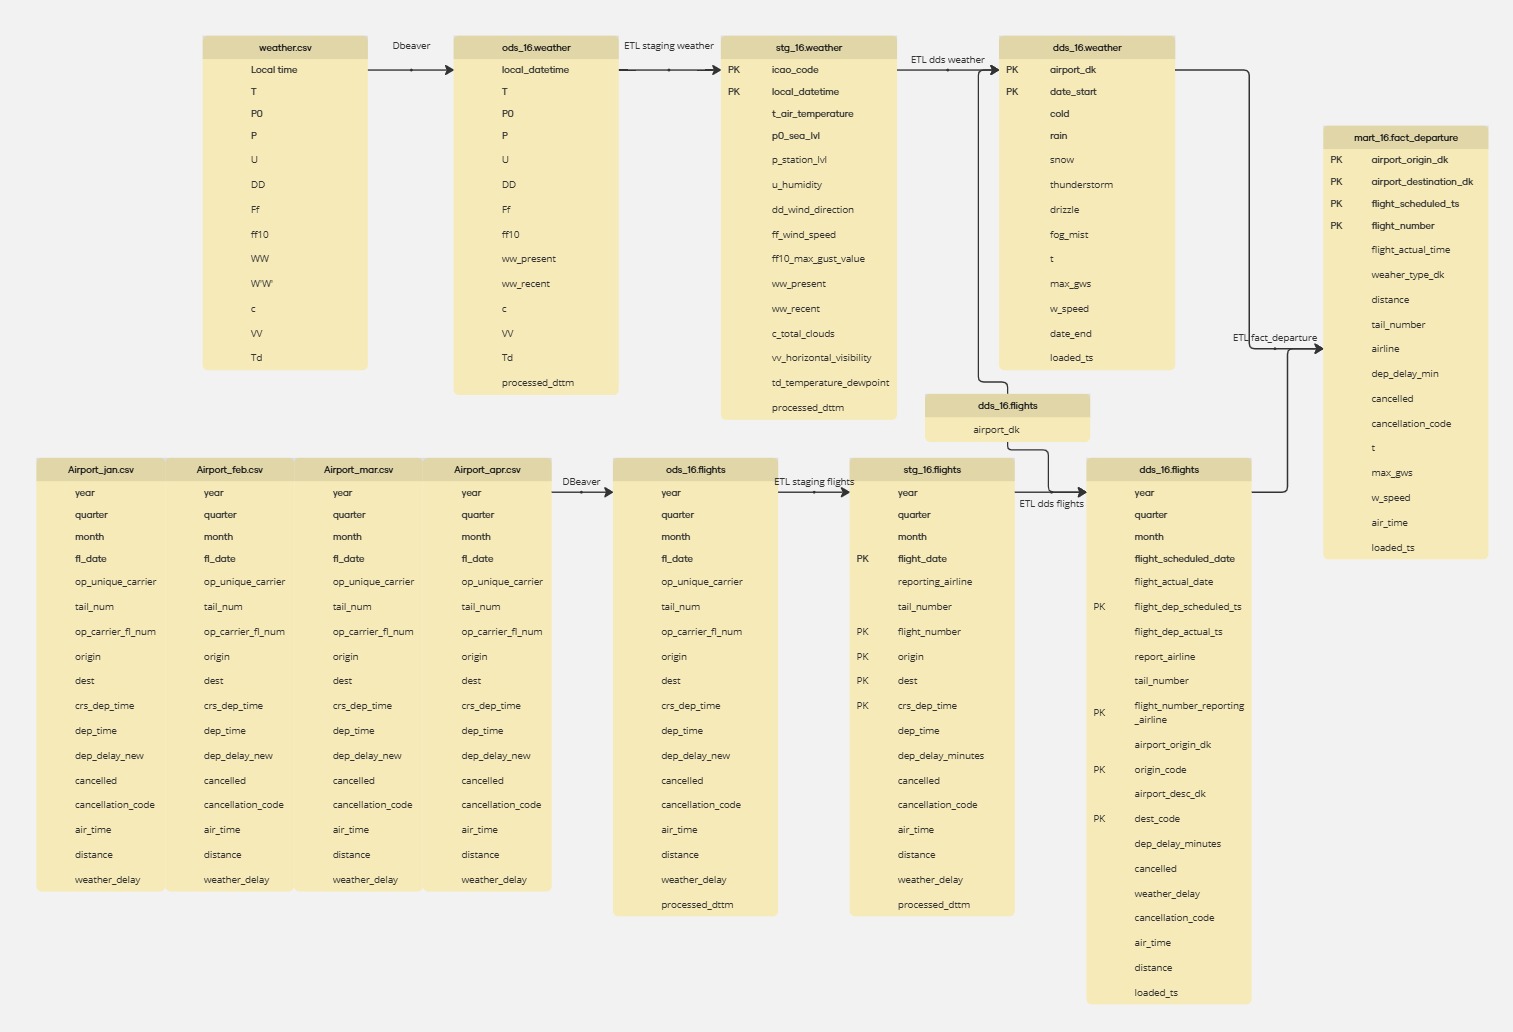 weather.csv
Local time
T
P0
P
U
DD
Ff
ff10
WW
W'W'
c
VV
Td
Dbeaver
ods_16.weather
local_datetime
T
P0
P
U
DD
Ff
ff10
ww_present
ww_recent
c
VV
Td
processed_dttm
ETL staging weather
stg_16.weather
PK icao_code
PK local_datetime
t_air_temperature
p0_sea_lvl
p_station_lvl
u_humidity
dd_wind_direction
ff_wind_speed
ff10_max_gust_value
ww_present
ww_recent
c_total_clouds
vv_horizontal_visibility
td_temperature_dewpoint
processed_dttm
ETL dds weather
dds_16.weather
PK airport_dk
PK date_start
cold
rain
snow
thunderstorm
drizzle
fog_mist
t
max_gws
w_speed
date_end
loaded_ts
ETL fact_departure
mart_16.fact_departure
PK airport_origin_dk
PK airport_destination_dk
PK flight_scheduled_ts
PK flight_number
flight_actual_time
weaher_type_dk
distance
tail_number
airline
dep_delay_min
cancelled
cancellation_code
t
max_gws
w_speed
air_time
loaded_ts
dds_16.flights
airport_dk
Airport_jan.csv
year
quarter
month
fl_date
op_unique_carrier
tail_num
op_carrier_fl_num
origin
dest
crs_dep_time
dep_time
dep_delay_new
cancelled
cancellation_code
air_time
distance
weather_delay
Airport_feb.csv
year
quarter
month
fl_date
op_unique_carrier
tail_num
op_carrier_fl_num
origin
dest
crs_dep_time
dep_time
dep_delay_new
cancelled
cancellation_code
air_time
distance
weather_delay
Airport_mar.csv
year
quarter
month
fl_date
op_unique_carrier
tail_num
op_carrier_fl_num
origin
dest
crs_dep_time
dep_time
dep_delay_new
cancelled
cancellation_code
air_time
distance
weather_delay
Airport_apr.csv
year
quarter
month
fl_date
op_unique_carrier
tail_num
op_carrier_fl_num
origin
dest
crs_dep_time
dep_time
dep_delay_new
cancelled
cancellation_code
air_time
distance
weather_delay
DBeaver
ods_16.flights
year
quarter
month
fl_date
op_unique_carrier
tail_num
op_carrier_fl_num
origin
dest
crs_dep_time
dep_time
dep_delay_new
cancelled
cancellation_code
air_time
distance
weather_delay
processed_dttm
ETL staging flights
stg_16.flights
year
quarter
month
PK flight_date
reporting_airline
tail_number
PK flight_number
PK origin
PK dest
PK crs_dep_time
dep_time
dep_delay_minutes
cancelled
cancellation_code
air_time
distance
weather_delay
processed_dttm
ETL dds flights
dds_16.flights
year
quarter
month
flight_scheduled_date
flight_actual_date
PK flight_dep_scheduled_ts
flight_dep_actual_ts
report_airline
tail_number
PK flight_number_reporting
_airline
airport_origin_dk
PK origin_code
airport_desc_dk
PK dest_code
dep_delay_minutes
cancelled
weather_delay
cancellation_code
air_time
distance
loaded_ts